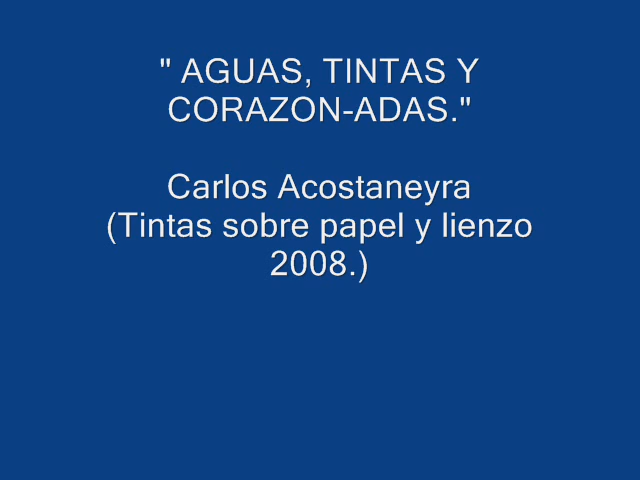 " AGUAS, TINTAS Y
CORAZON-ADAS."
Carlos Acostaneyra
(Tintas sobre papel y lienzo
2008.)